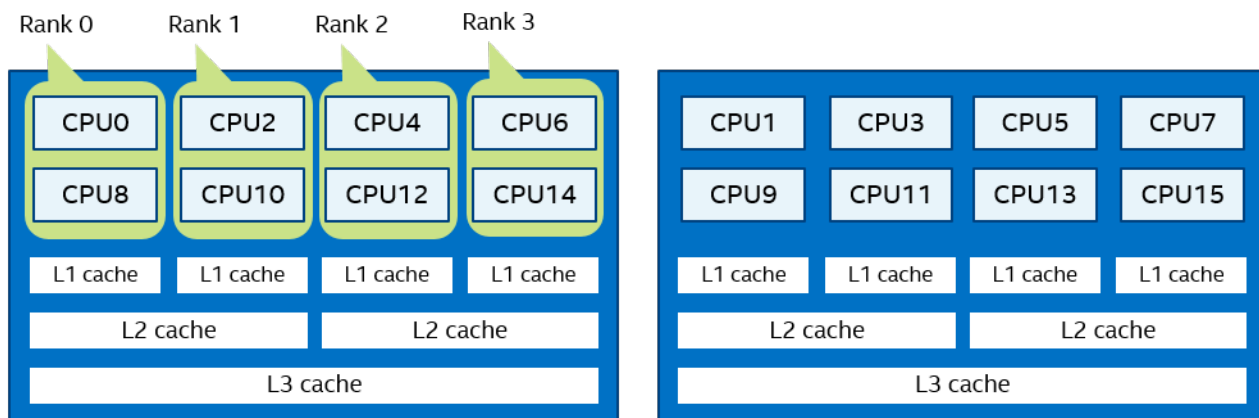 Rank 0 Rank 1 Rank 2 Rank 3
CPU0 CPU2 CPU4 CPU6
CPU8 CPU10 CPU12 CPU14
L1 cache L1 cache L1 cache L1 cache
L2 cache L2 cache
L3 cache
CPU1 CPU3 CPU5 CPU7
CPU9 CPU11 CPU13 CPU15
L1 cache L1 cache L1 cache L1 cache
L2 cache L2 cache
L3 cache